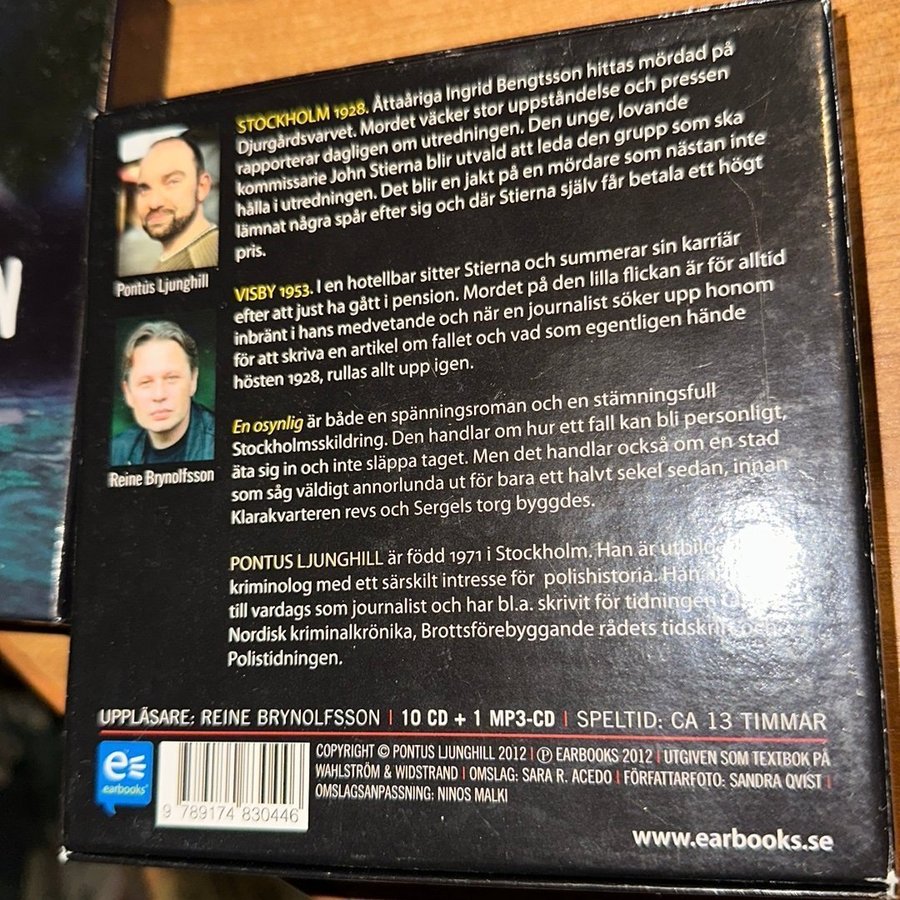 N
STOCKHOLM 1928. Åttaåriga Ingrid Bengtsson hittas mördad på
Djurgårdsvarvet. Mordet väcker stor uppståndelse och pressen
rapporterar dagligen om utredningen. Den unge, lovande
kommissarie John Stierna blir utvald att leda den grupp som ska
hålla i utredningen. Det blir en jakt på en mördare som nästan inte
lämnat några spår efter sig och där Stierna själv får betala ett högt
pris.
Pontus Ljunghill
VISBY 1953. I en hotellbar sitter Stierna och summerar sin karriär
efter att just ha gått i pension. Mordet på den lilla flickan är för alltid
inbränt i hans medvetande och när en journalist söker upp honom
för att skriva en artikel om fallet och vad som egentligen hände
hösten 1928, rullas allt upp igen.
Reine Brynolfsson
En osynlig är både en spänningsroman och en stämningsfull
Stockholmsskildring. Den handlar om hur ett fall kan bli personligt,
äta sig in och inte släppa taget. Men det handlar också om en stad
som såg väldigt annorlunda ut för bara ett halvt sekel sedan, innan
Klarakvarteren revs och Sergels torg byggdes.
PONTUS LJUNGHILL är född 1971 i Stockholm. Han är
kriminolog med ett särskilt intresse för polishistoria. Han
till vardags som journalist och har bl.a. skrivit för tidningen
Nordisk kriminalkrönika, Brottsförebyggande rådets tidskrift och
Polistidningen.
UPPLÄSARE: REINE BRYNOLFSSON | 10 CD + 1 MP3-CD | SPELTID: CA 13 TIMMAR
e
earbooks
9 789174 830446
COPYRIGHT © PONTUS LJUNGHILL 2012 | ℗ EARBOOKS 2012 | UTGIVEN SOM TEXTBOK PÅ
WAHLSTRÖM & WIDSTRAND | OMSLAG: SARA R. ACEDO | FÖRFATTARFOTO: SANDRA QVIST |
OMSLAGSANPASSNING: NINOS MALKI
www.earbooks.se